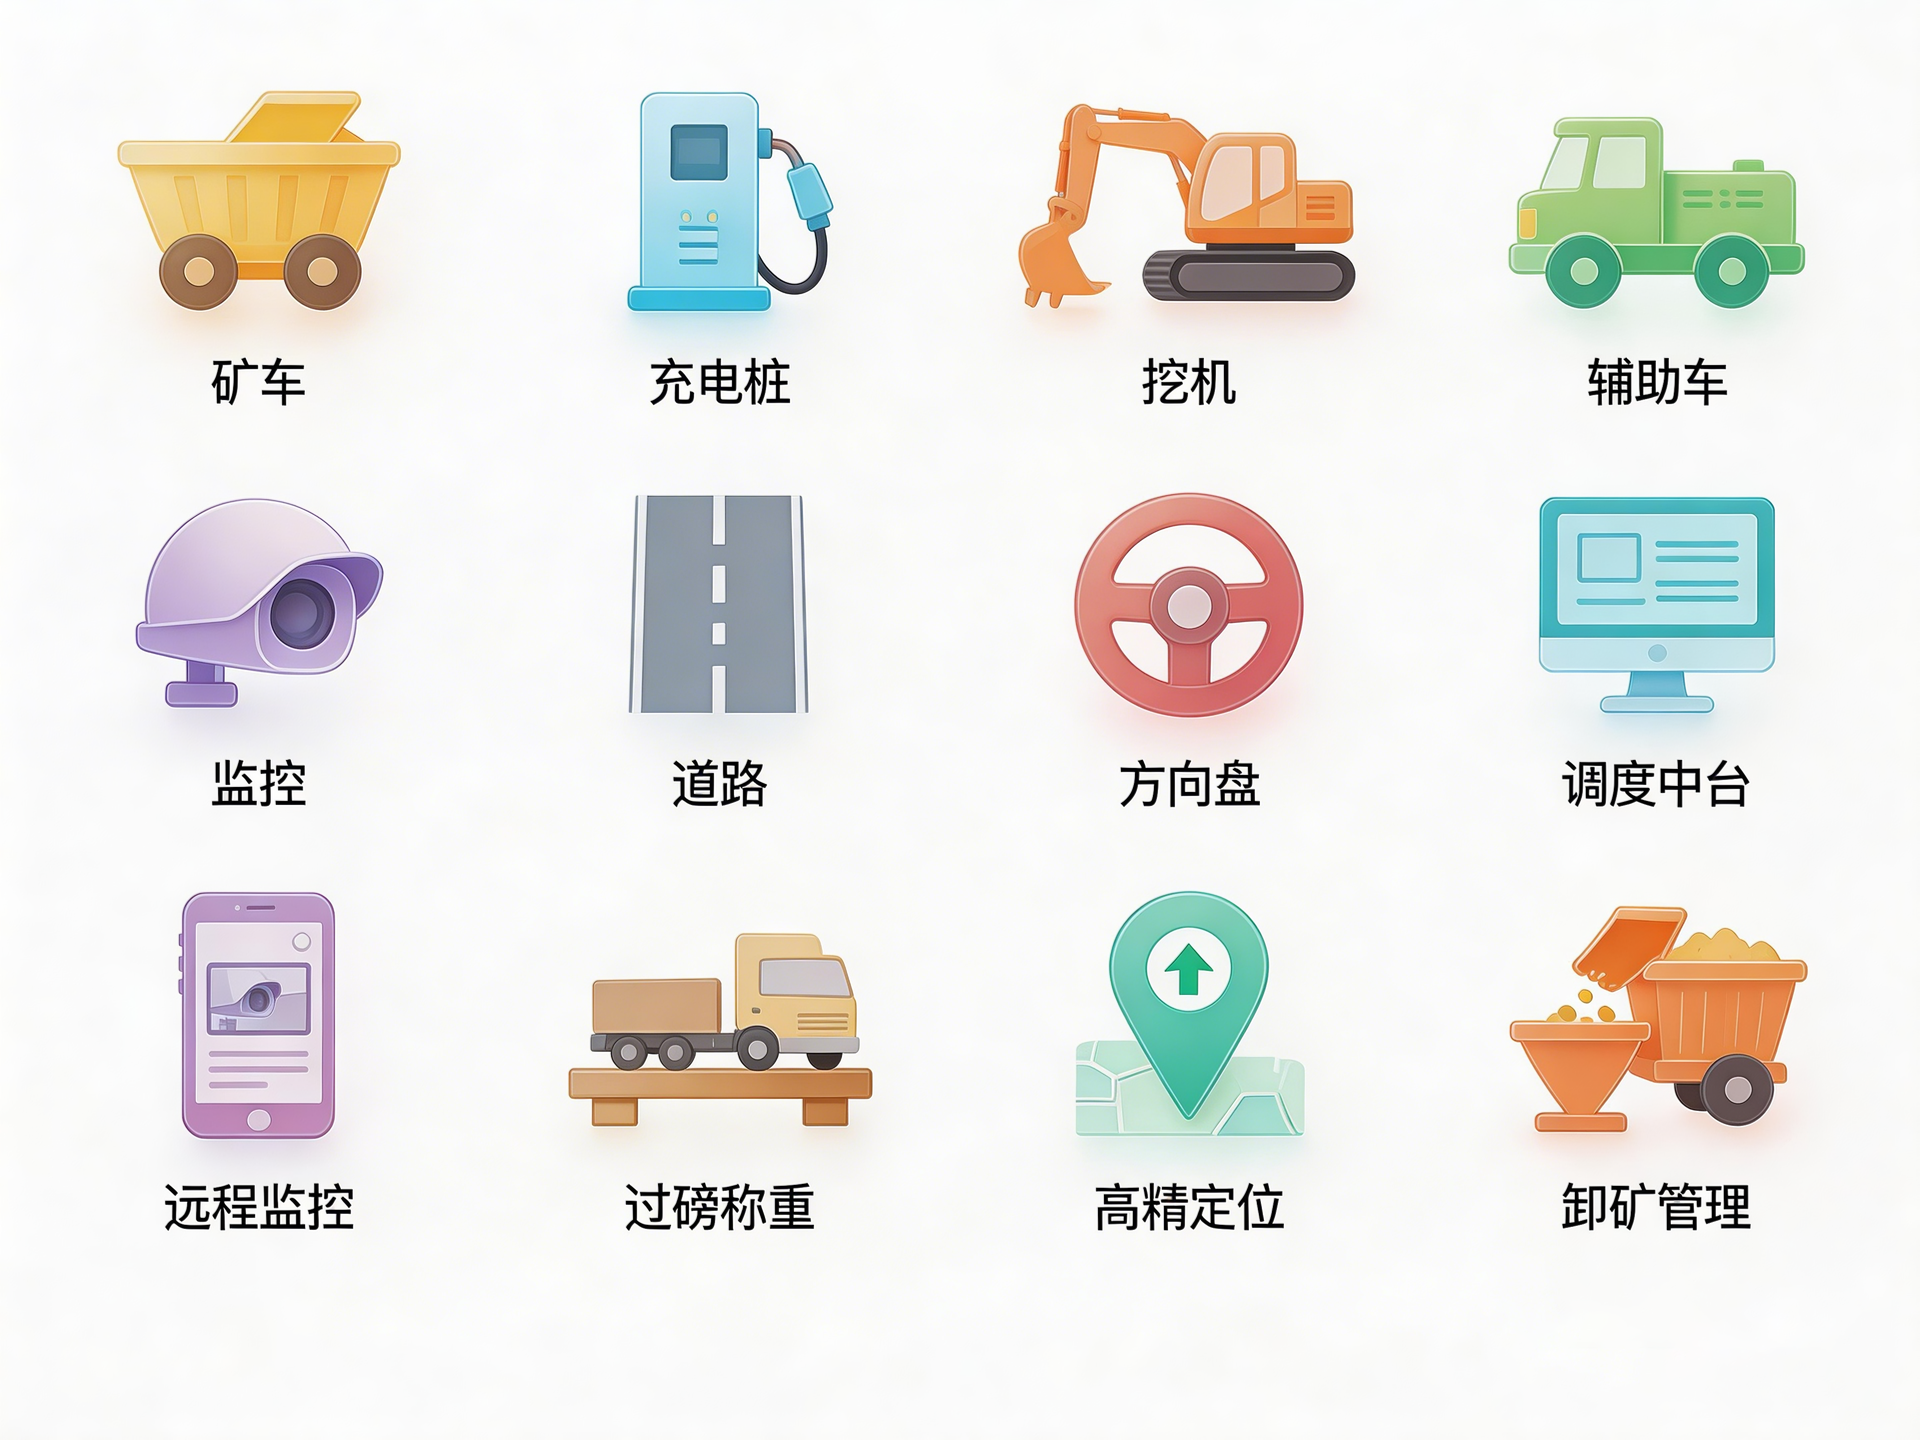 矿车
充电桩
挖机
辅助车
监控
道路
方向盘
调度中台
远程监控
过磅称重
高精定位
卸矿管理